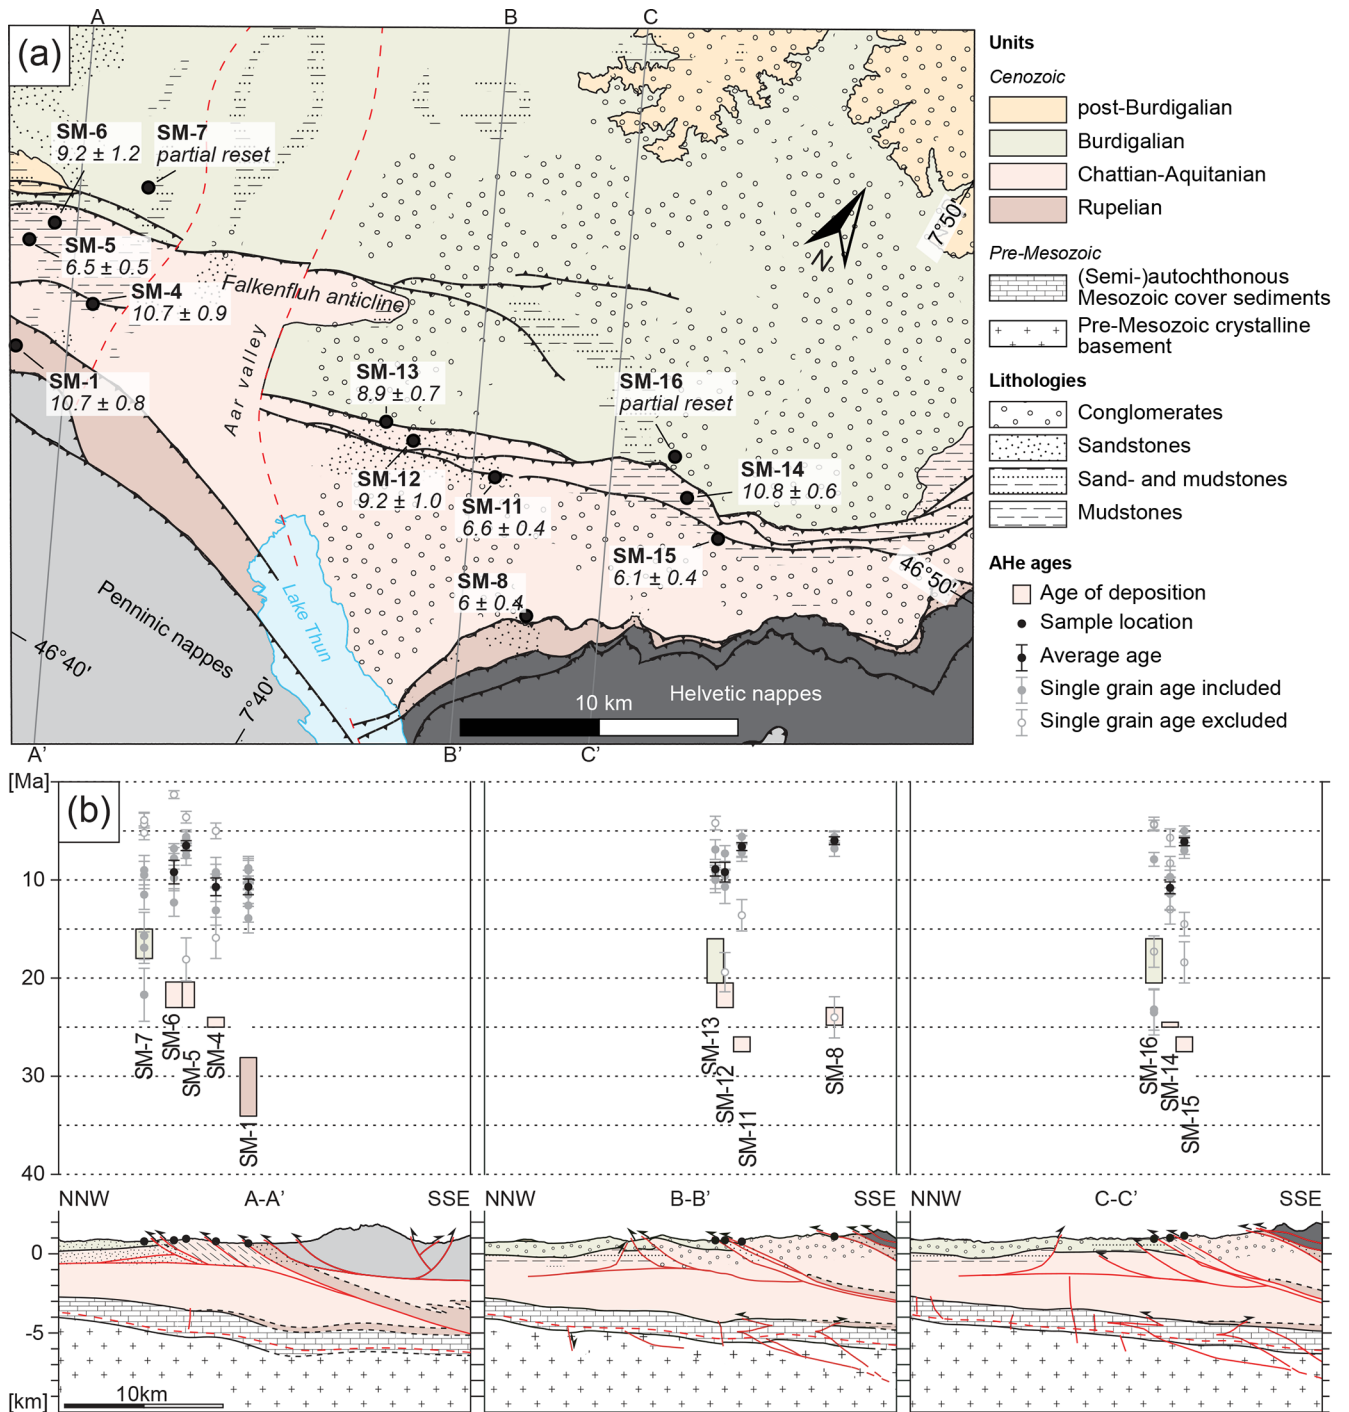 A
B
C
(a)
SM-6
9.2 ± 1.2
SM-7
partial reset
SM-5
6.5 ± 0.5
SM-4
10.7 ± 0.9
SM-1
10.7 ± 0.8
Falkenfluh anticline
Aar valley
SM-13
8.9 ± 0.7
SM-12
9.2 ± 1.0
SM-11
6.6 ± 0.4
SM-16
partial reset
SM-14
10.8 ± 0.6
SM-15
6.1 ± 0.4
SM-8
6 ± 0.4
N
7°50'
46°50'
46°40'
7°40'
Penninic nappes
Lake Thun
Helvetic nappes
10 km
A'
B'
C'
Units
Cenozoic
post-Burdigalian
Burdigalian
Chattian-Aquitanian
Rupelian
Pre-Mesozoic
(Semi-)autochthonous
Mesozoic cover sediments
Pre-Mesozoic crystalline
basement
Lithologies
Conglomerates
Sandstones
Sand- and mudstones
Mudstones
AHe ages
Age of deposition
Sample location
Average age
Single grain age included
Single grain age excluded
[Ma]
(b)
10
20
30
40
SM-7
SM-6
SM-5
SM-4
SM-1
SM-13
SM-12
SM-11
SM-8
SM-16
SM-14
SM-15
NNW
A-A'
SSE
NNW
B-B'
SSE
NNW
C-C'
SSE
0
-5
[km]
10km